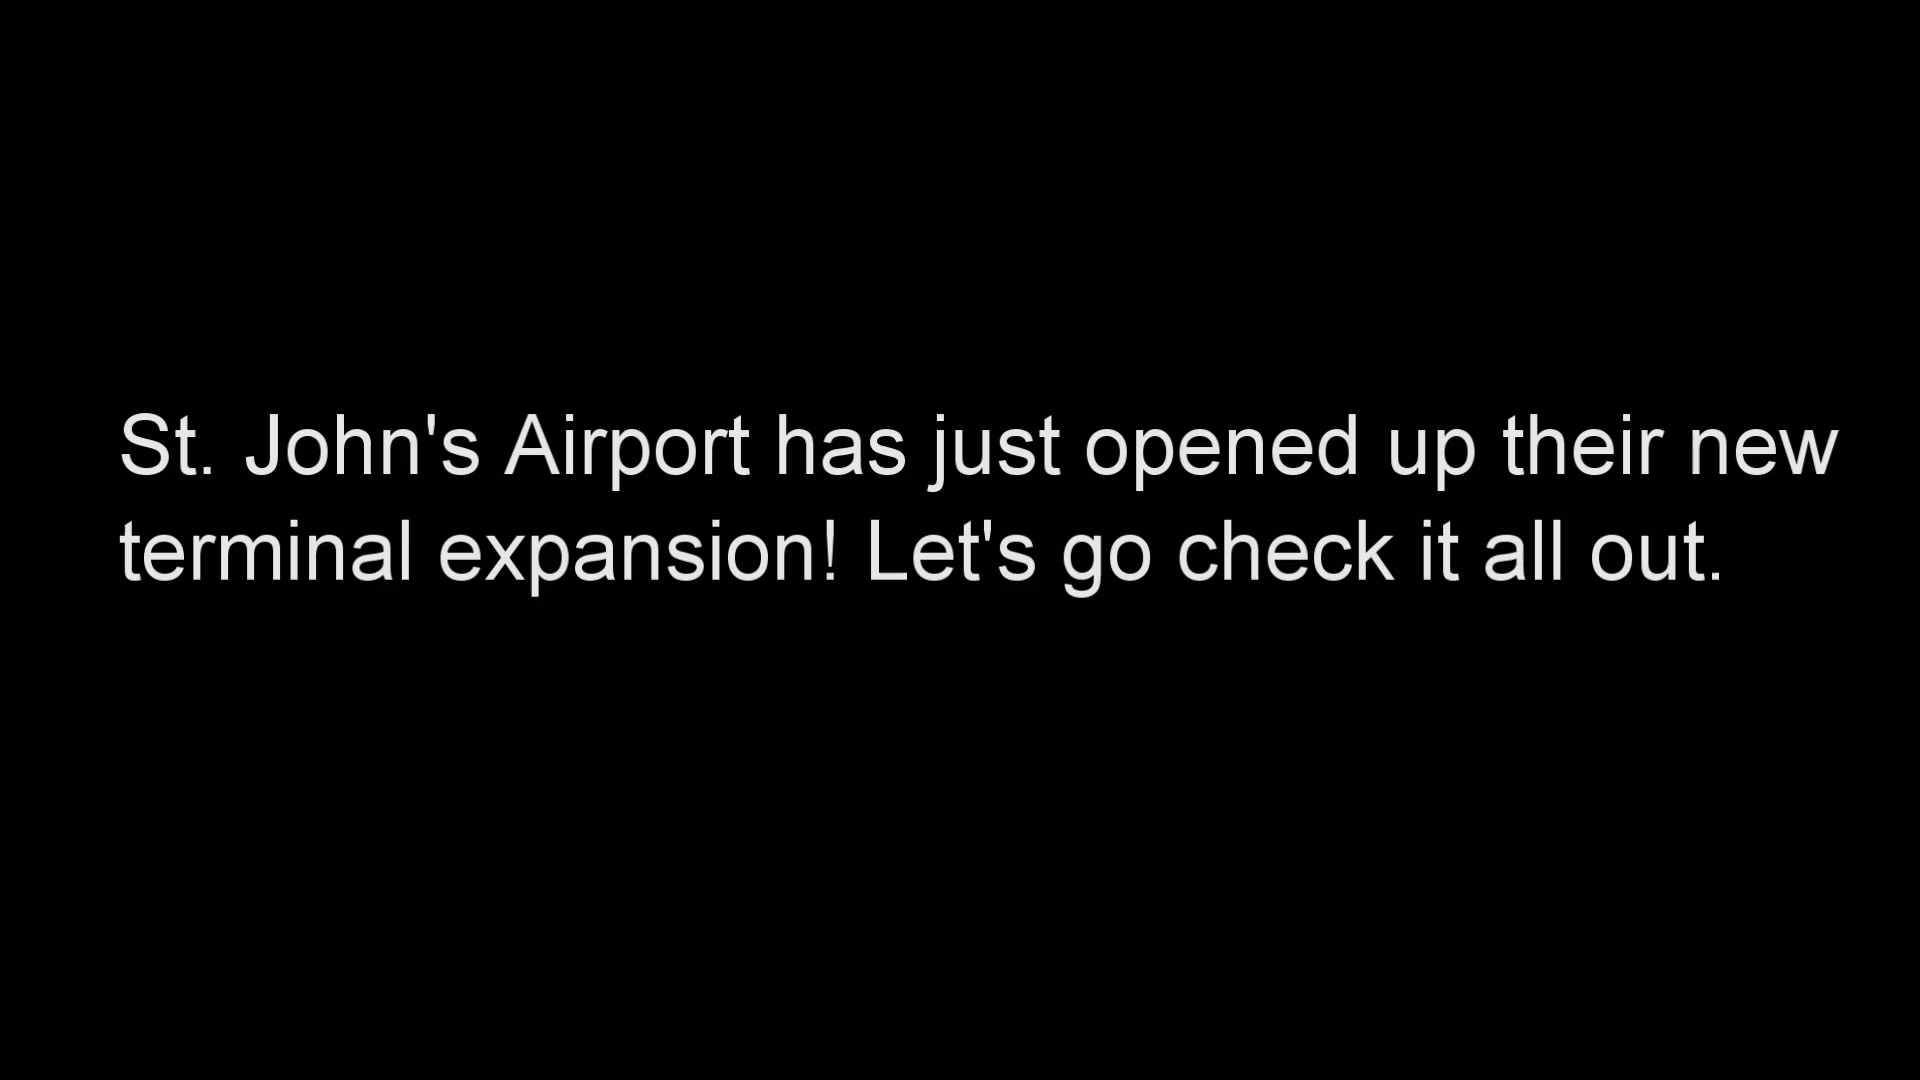 St. John's Airport has just opened up their new
terminal expansion! Let's go check it all out.